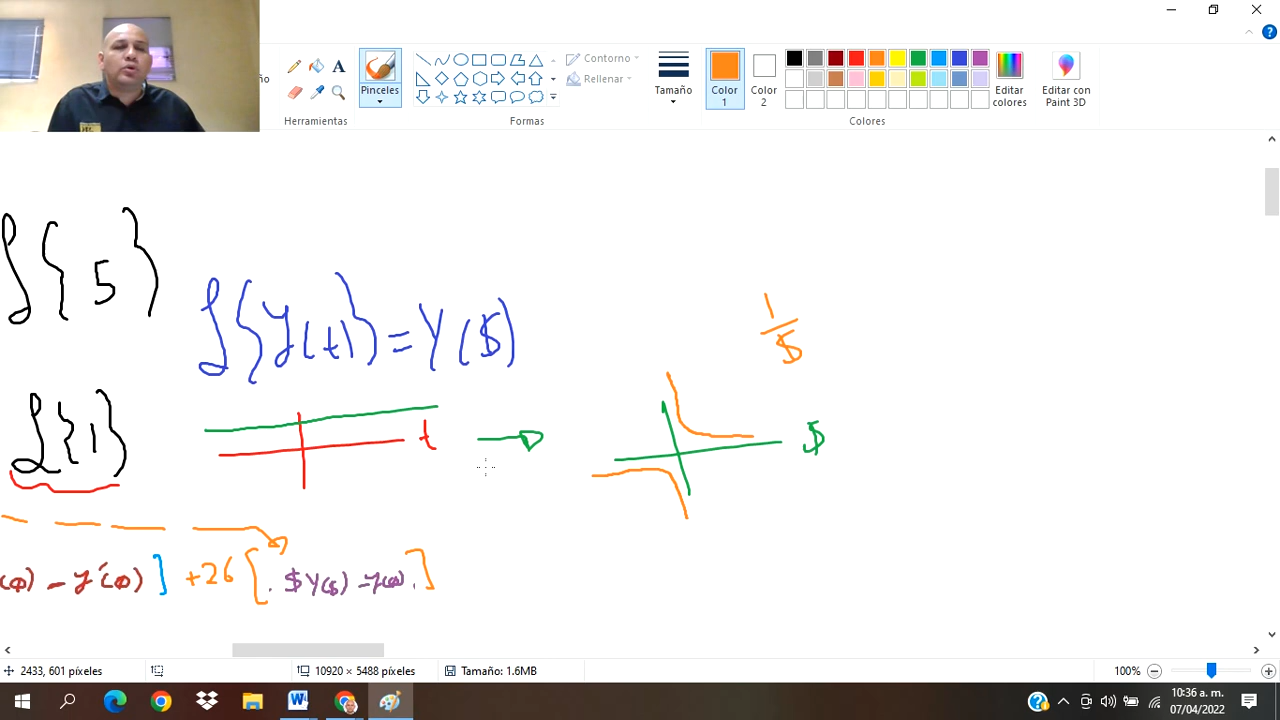 ño
Pinceles
Herramientas
Contorno
Rellenar
Formas
Tamaño
Color 1
Color 2
Colores
Editar colores
Editar con Paint 3D
ℒ{5}
ℒ{y(t)} = Y($)
1/$
ℒ{1}
t
$
(0) - y'(0)] +26[. $Y($) - y(0).]
2433, 601 píxeles
10920 × 5488 píxeles
Tamaño: 1.6MB
100%
10:36 a. m.
07/04/2022